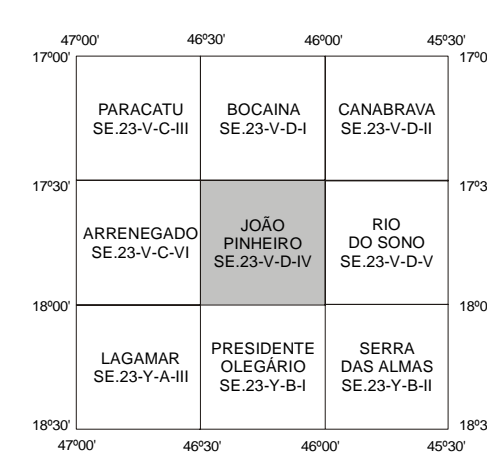 47º00' 46º30' 46º00' 45º30'
17º00' 17º0
PARACATU
SE.23-V-C-III
BOCAINA
SE.23-V-D-I
CANABRAVA
SE.23-V-D-II
17º30' 17º3
ARRENEGADO
SE.23-V-C-VI
JOÃO
PINHEIRO
SE.23-V-D-IV
RIO
DO SONO
SE.23-V-D-V
18º00' 18º0
LAGAMAR
SE.23-Y-A-III
PRESIDENTE
OLEGÁRIO
SE.23-Y-B-I
SERRA
DAS ALMAS
SE.23-Y-B-II
18º30' 18º3
47º00' 46º30' 46º00' 45º30'